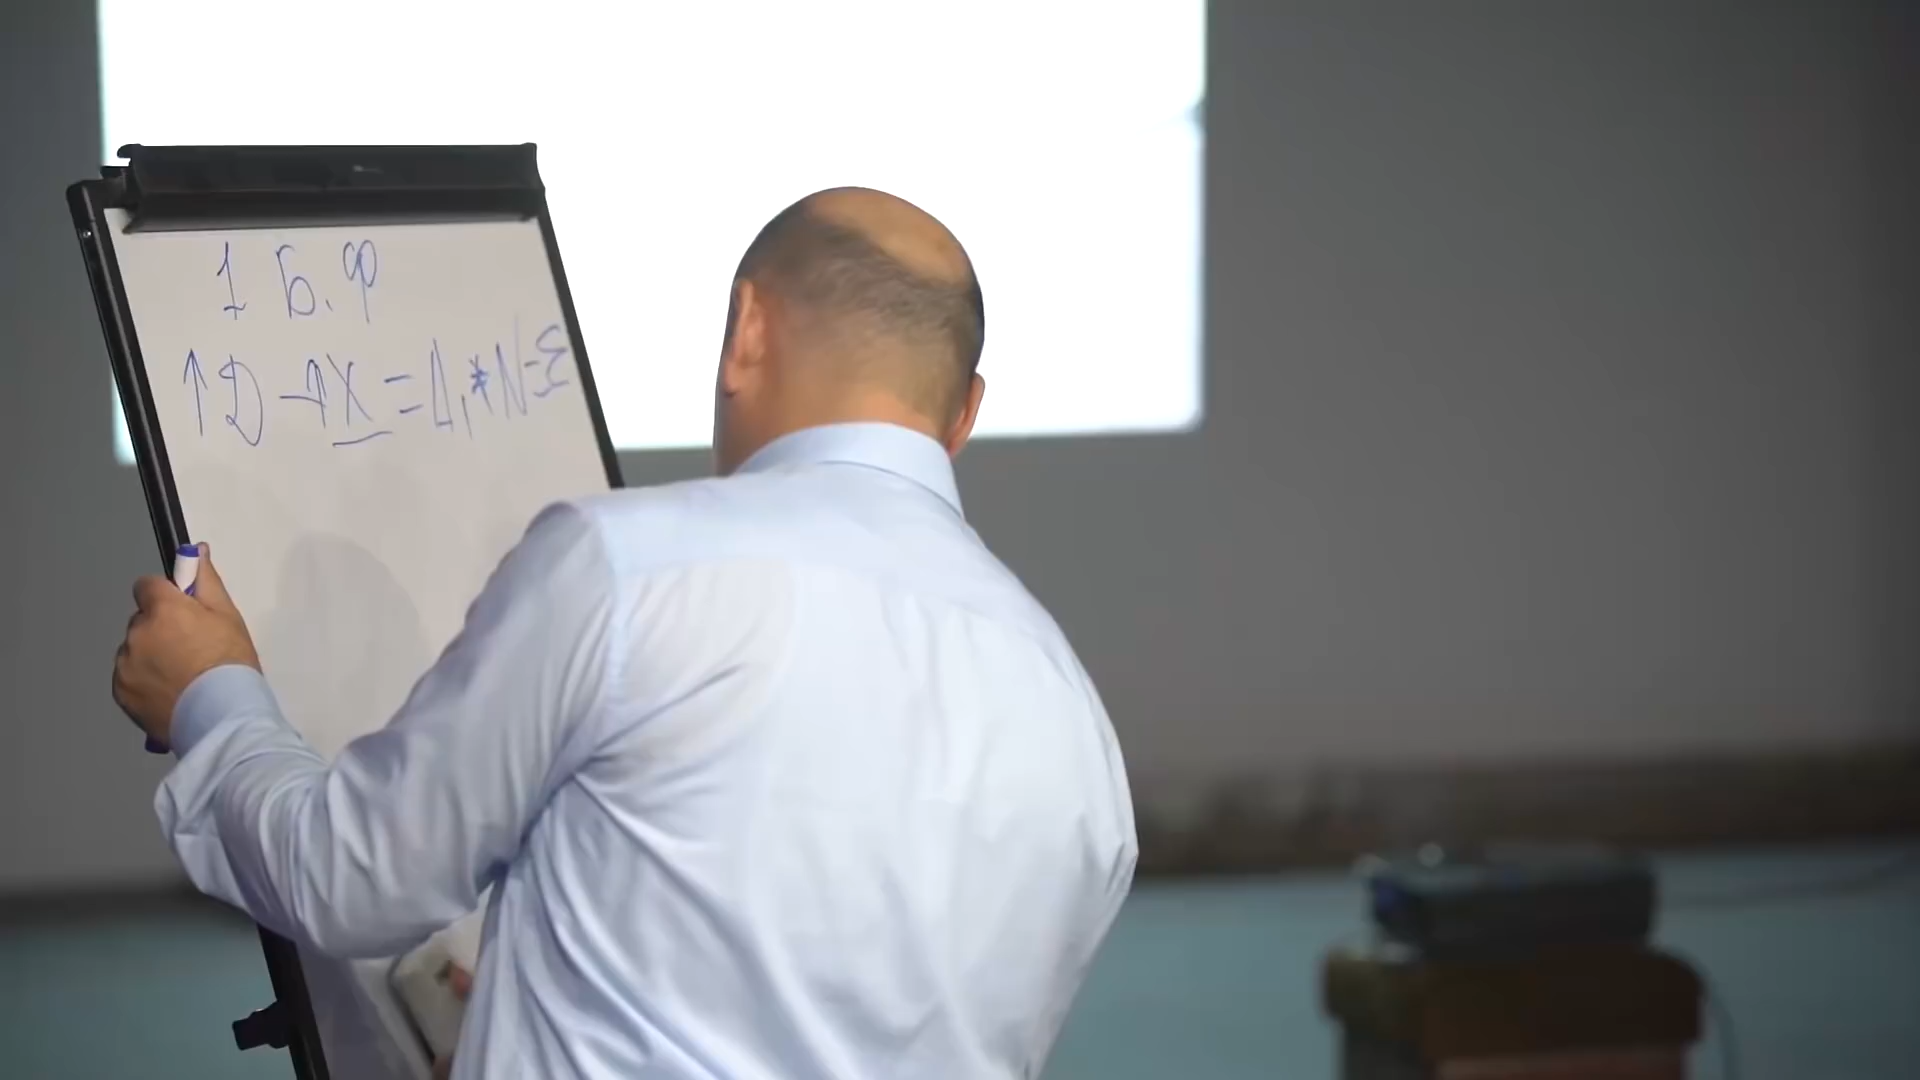 1 Б.Ф
↑D → ↑X = Д,*N-Э